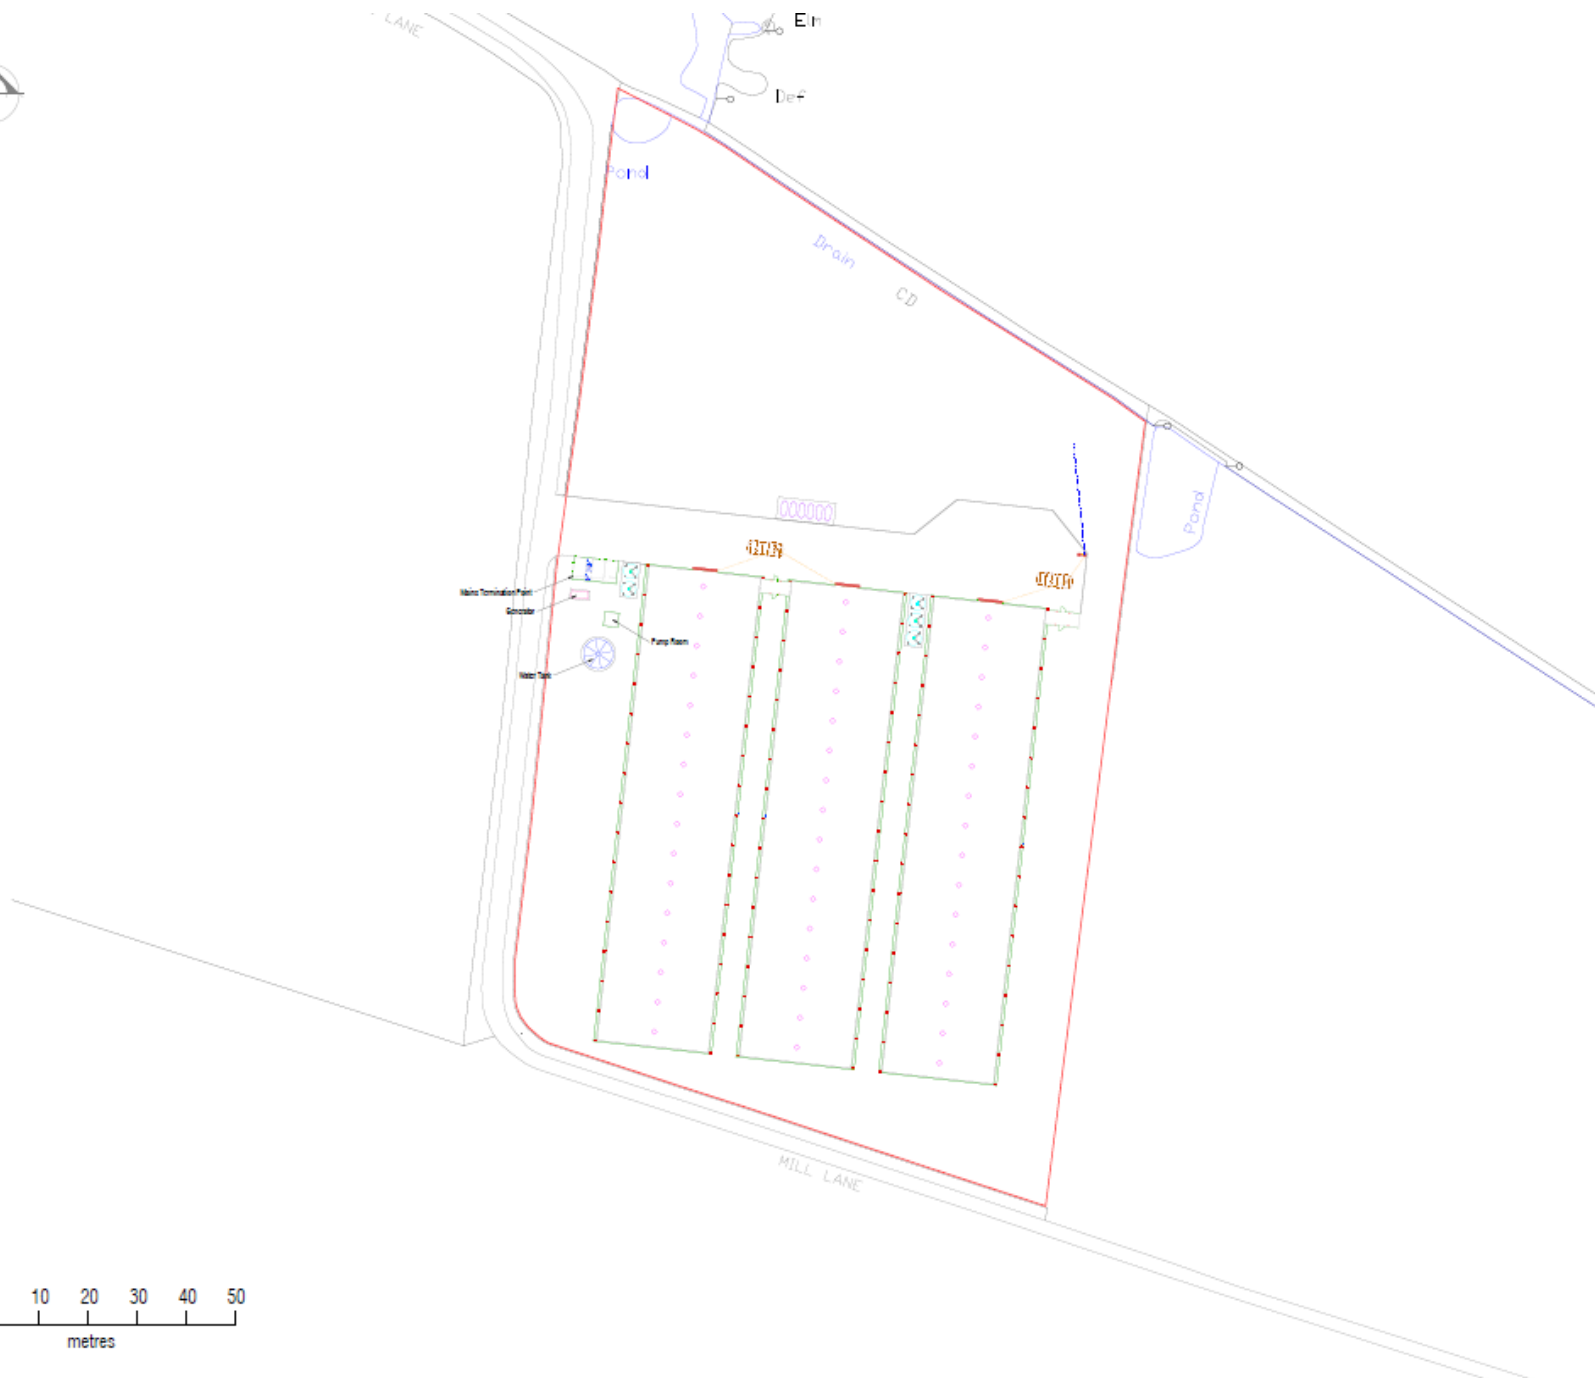 LANE
Elm
Def
Pond
Drain
CD
Pond
Mains Termination Point
Generator
Pump Room
Water Tank
MILL LANE
10 20 30 40 50
metres